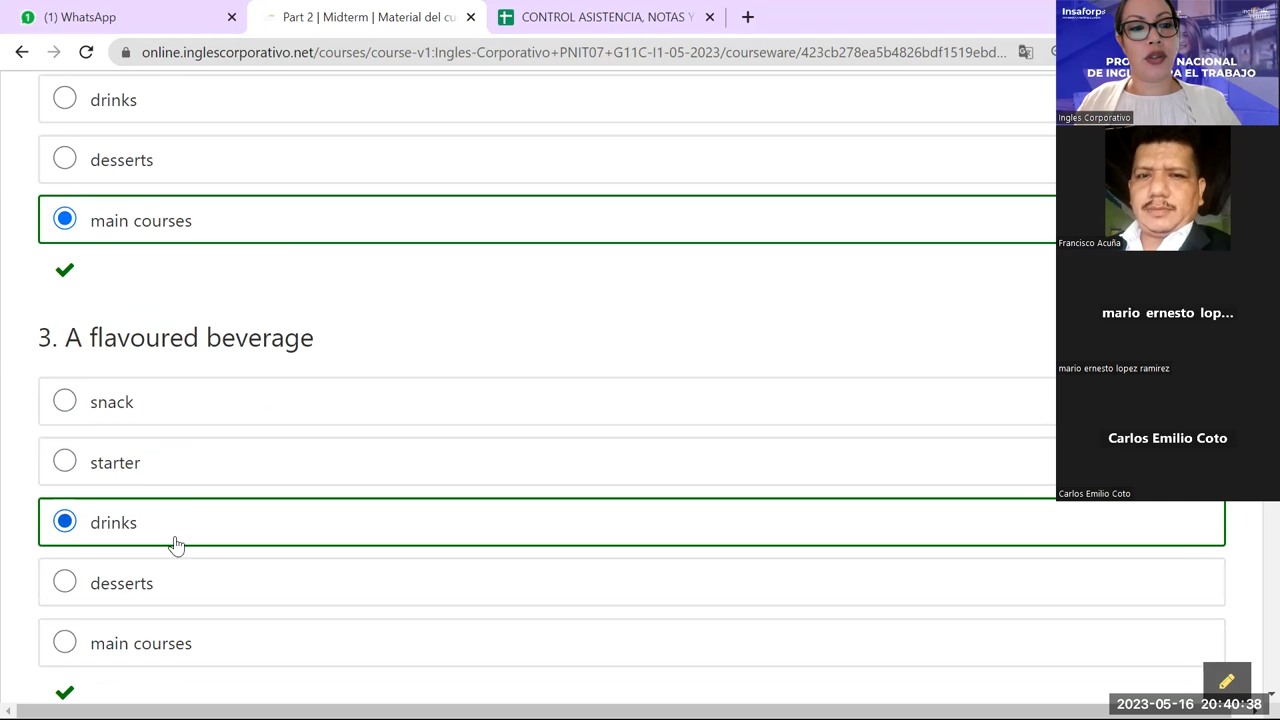 (1) WhatsApp
Part 2 | Midterm | Material del cu
CONTROL ASISTENCIA NOTAS Y
online.inglescorporativo.net/courses/course-v1:Ingles-Corporativo+PNIT07+G11C-I1-05-2023/courseware/423cb278ea5b4826bdf1519ebd...
Insaforp
NACIONAL
DE INGL
A EL TRABAJO
Ingles Corporativo
Francisco Acuña
mario ernesto lop...
mario ernesto lopez ramirez
Carlos Emilio Coto
Carlos Emilio Coto
drinks
desserts
main courses
3. A flavoured beverage
snack
starter
drinks
desserts
main courses
2023-05-16 20:40:38